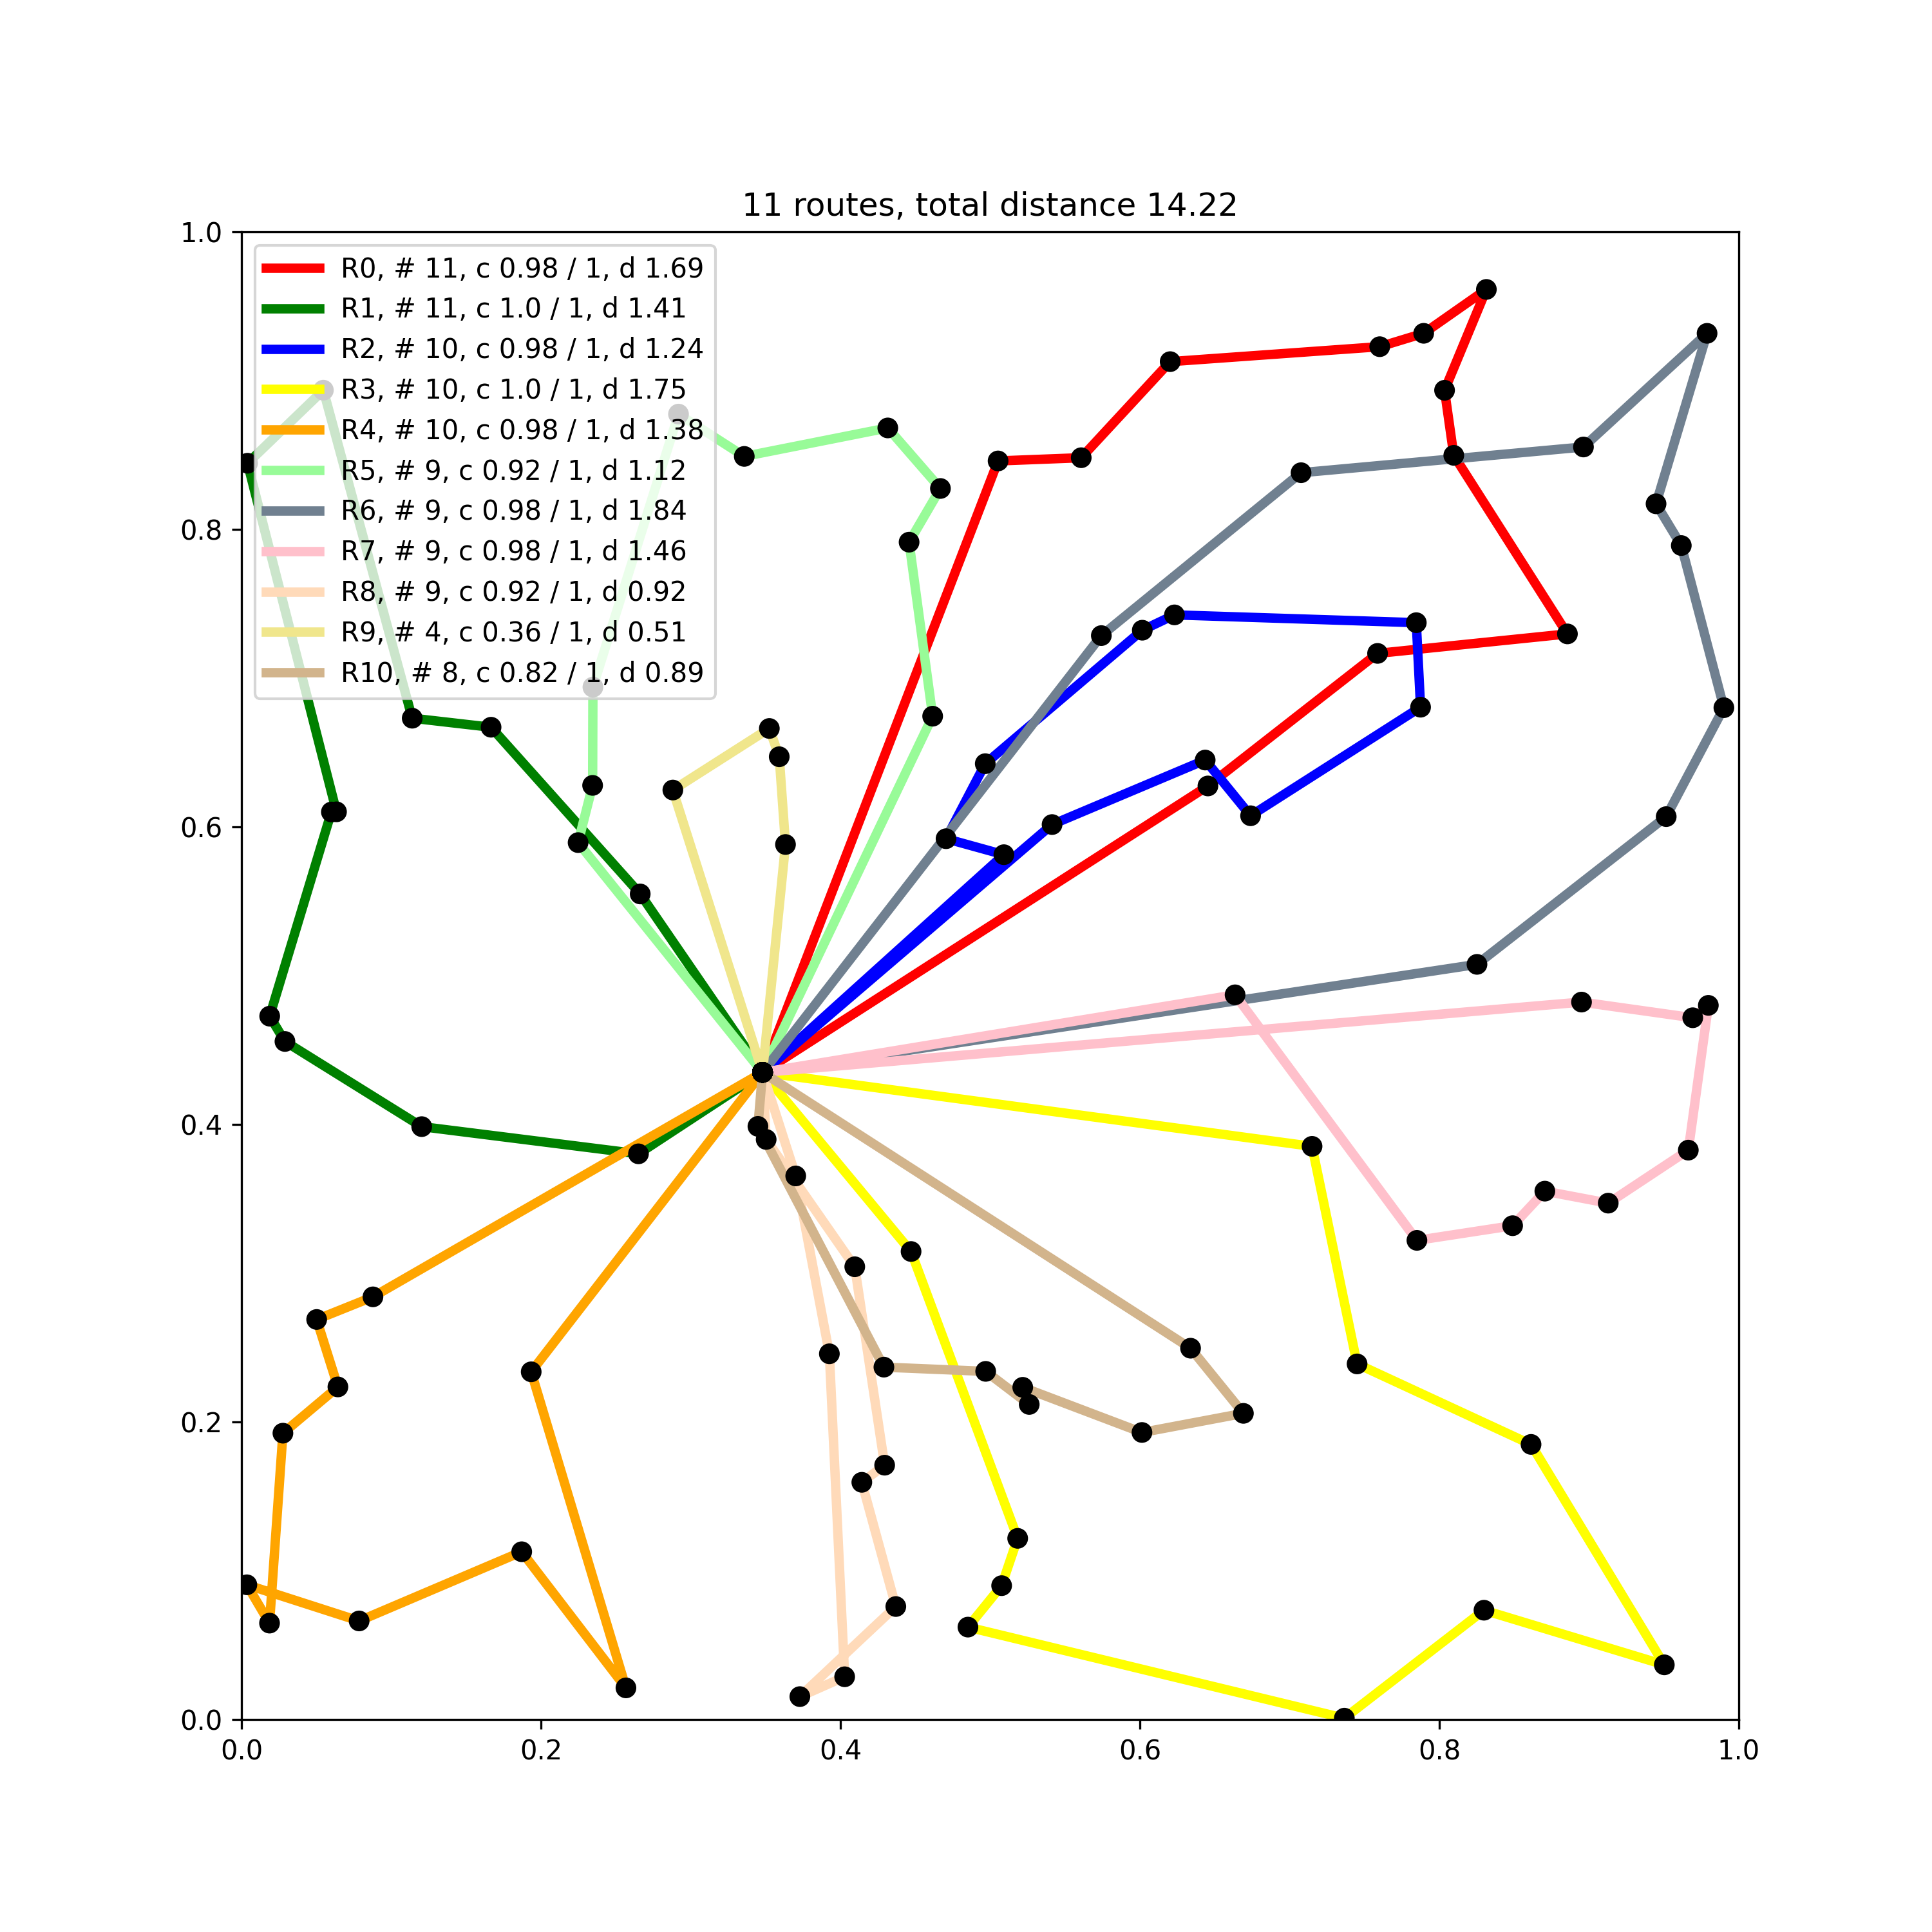 11 routes, total distance 14.22
1.0
R0, # 11, c 0.98 / 1, d 1.69
R1, # 11, c 1.0 / 1, d 1.41
R2, # 10, c 0.98 / 1, d 1.24
R3, # 10, c 1.0 / 1, d 1.75
R4, # 10, c 0.98 / 1, d 1.38
R5, # 9, c 0.92 / 1, d 1.12
R6, # 9, c 0.98 / 1, d 1.84
R7, # 9, c 0.98 / 1, d 1.46
R8, # 9, c 0.92 / 1, d 0.92
R9, # 4, c 0.36 / 1, d 0.51
R10, # 8, c 0.82 / 1, d 0.89
0.8
0.6
0.4
0.2
0.0
0.0 0.2 0.4 0.6 0.8 1.0